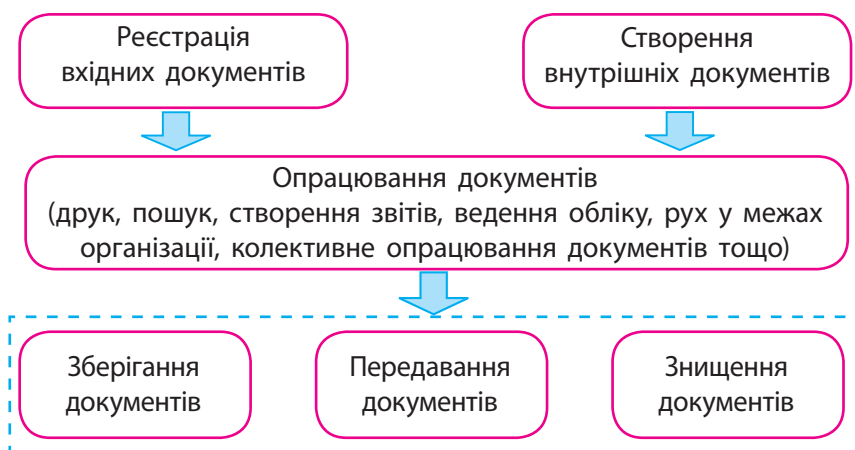 Реєстрація
вхідних документів
Створення
внутрішніх документів
Опрацювання документів
(друк, пошук, створення звітів, ведення обліку, рух у межах
організації, колективне опрацювання документів тощо)
Зберігання
документів
Передавання
документів
Знищення
документів